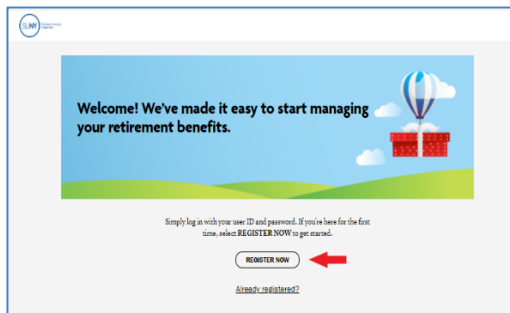 SUNY
Welcome! We've made it easy to start managing
your retirement benefits.
Simply log in with your user ID and password. If you're here for the first
time, select REGISTER NOW to get started.
REGISTER NOW
Already registered?